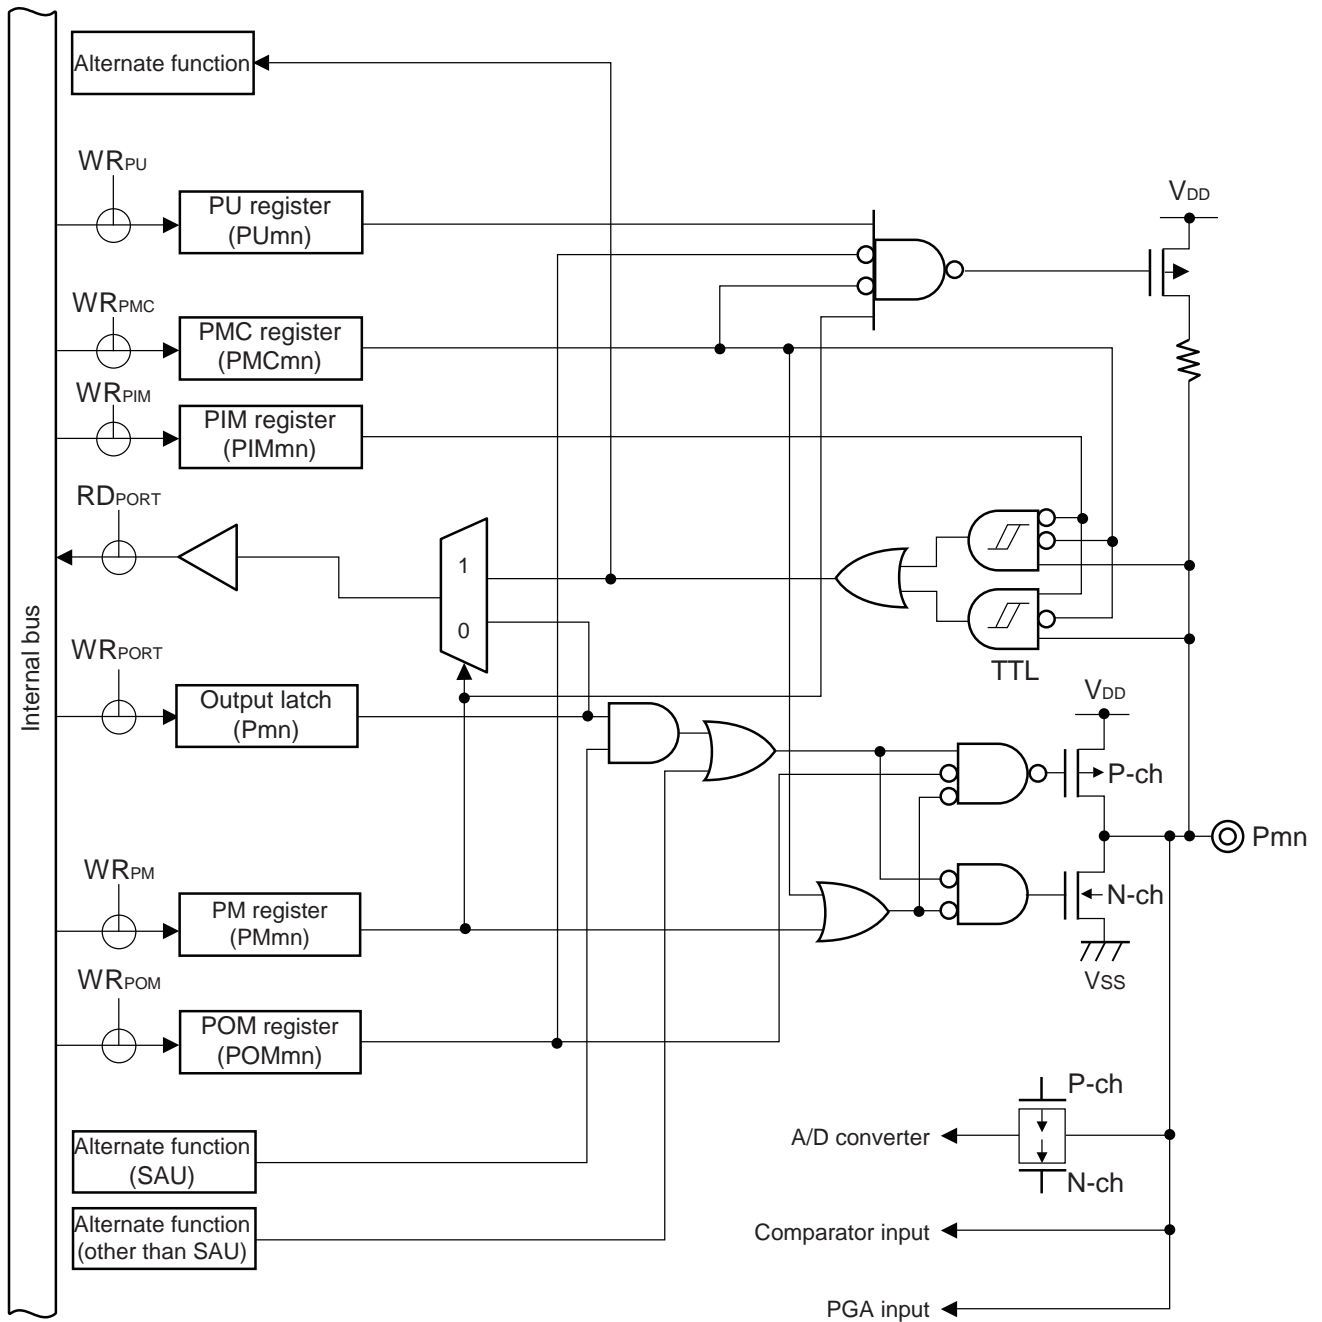 Alternate function
WRPU
PU register
(PUmn)
VDD
WRPMC
PMC register
(PMCmn)
WRPIM
PIM register
(PIMmn)
RDPORT
1
0
TTL
Internal bus
WRPORT
Output latch
(Pmn)
VDD
P-ch
Pmn
WRPM
PM register
(PMmn)
N-ch
VSS
WRPOM
POM register
(POMmn)
P-ch
A/D converter
N-ch
Alternate function
(SAU)
Alternate function
(other than SAU)
Comparator input
PGA input